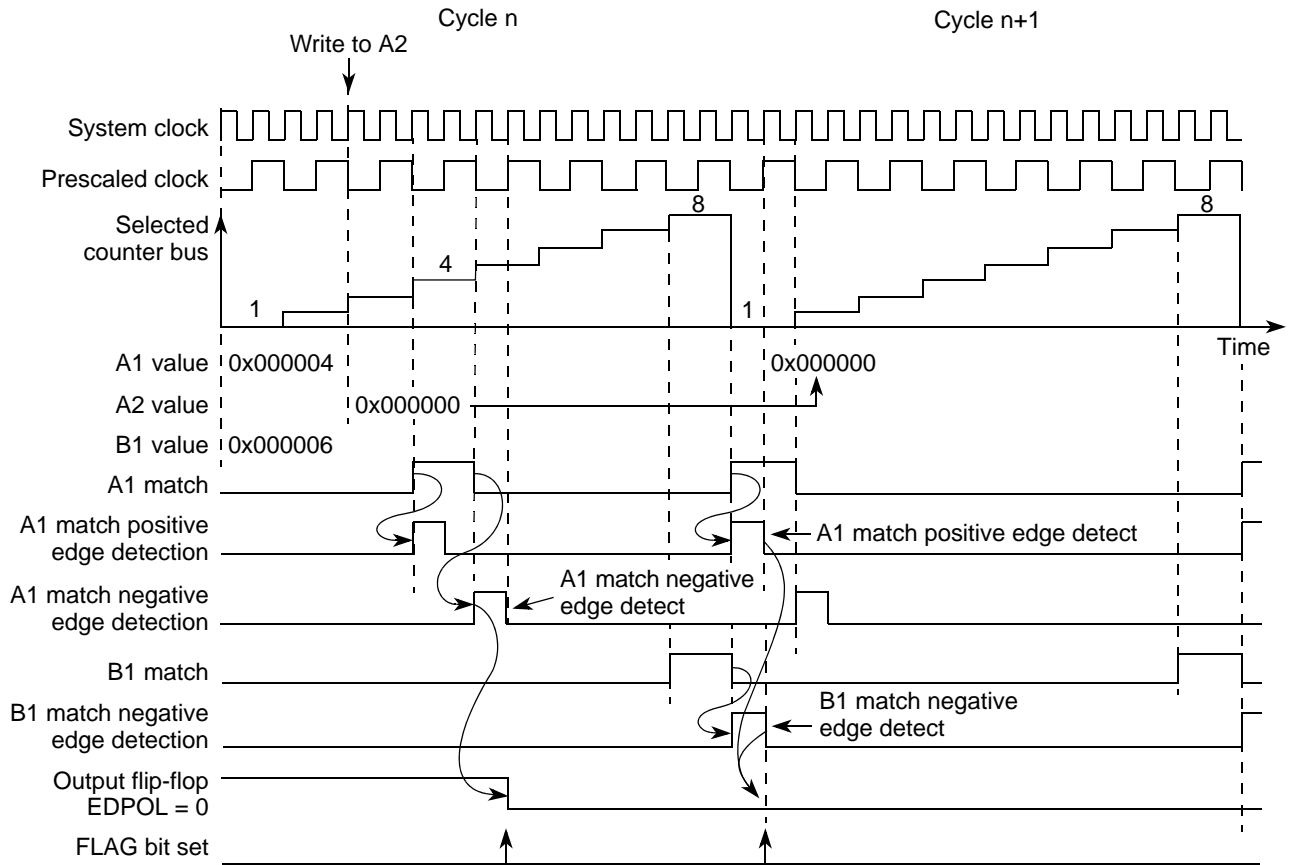 Cycle n
Cycle n+1
Write to A2
System clock
Prescaled clock
Selected
counter bus
8
8
4
1
1
Time
A1 value
0x000004
0x000000
A2 value
0x000000
B1 value
0x000006
A1 match
A1 match positive
edge detection
A1 match positive edge detect
A1 match negative
edge detection
A1 match negative
edge detect
B1 match
B1 match negative
edge detection
B1 match negative
edge detect
Output flip-flop
EDPOL = 0
FLAG bit set